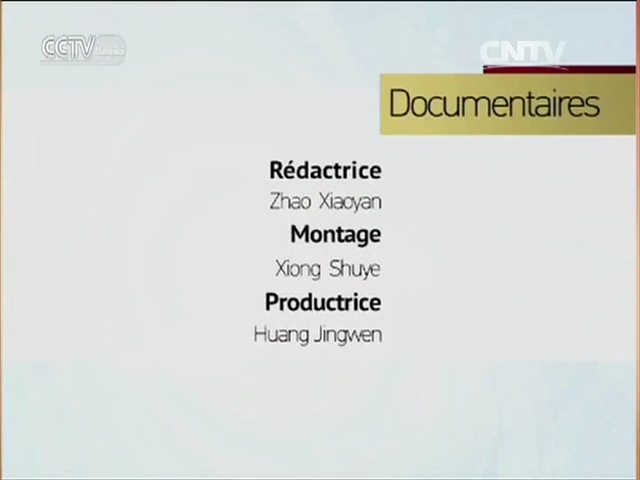 CCTV
CNTV
Documentaires
Rédactrice
Zhao Xiaoyan
Montage
Xiong Shuye
Productrice
Huang Jingwen